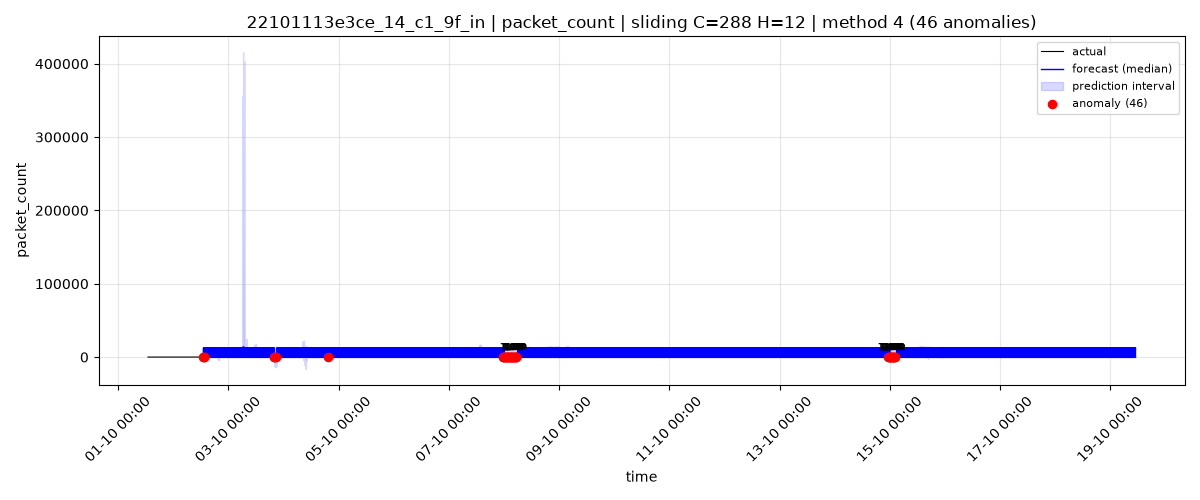 22101113e3ce_14_c1_9f_in | packet_count | sliding C=288 H=12 | method 4 (46 anomalies)
actual
forecast (median)
prediction interval
anomaly (46)
packet_count
400000
300000
200000
100000
0
01-10 00:00
03-10 00:00
05-10 00:00
07-10 00:00
09-10 00:00
11-10 00:00
13-10 00:00
15-10 00:00
17-10 00:00
19-10 00:00
time